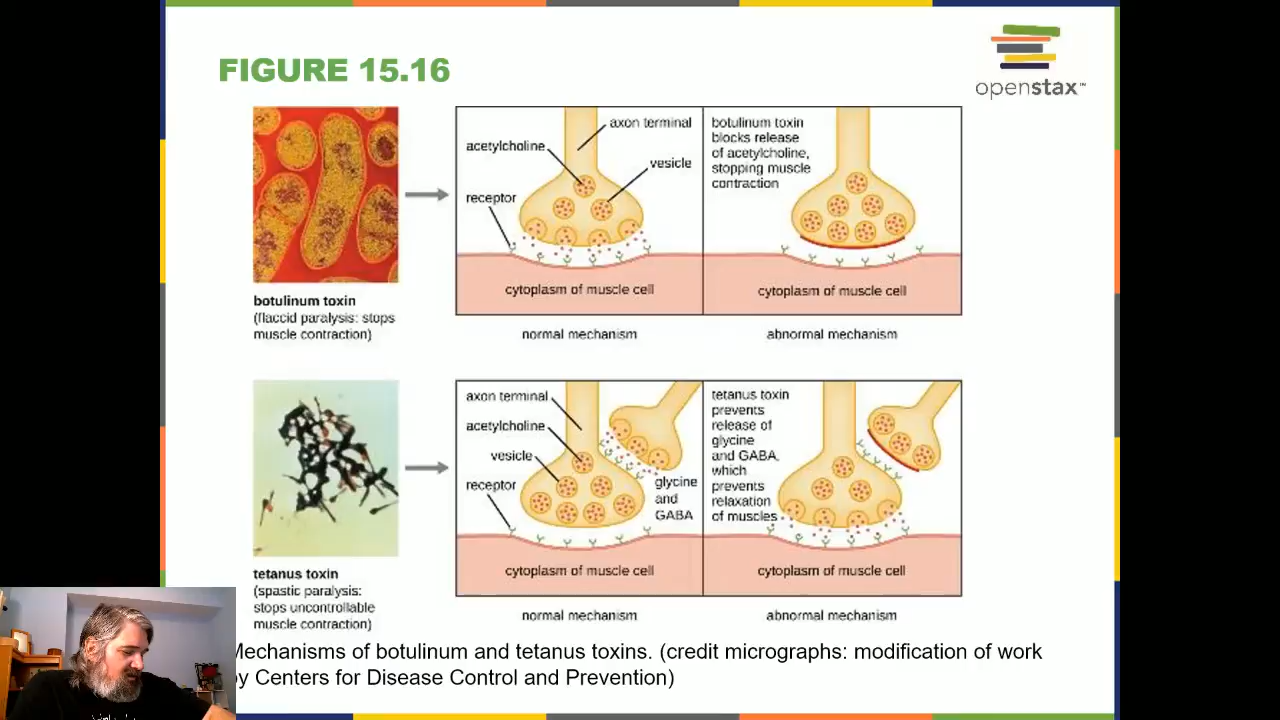 FIGURE 15.16
openstax™
axon terminal
acetylcholine
vesicle
receptor
cytoplasm of muscle cell
normal mechanism
botulinum toxin
blocks release
of acetylcholine,
stopping muscle
contraction
cytoplasm of muscle cell
abnormal mechanism
botulinum toxin
(flaccid paralysis: stops
muscle contraction)
axon terminal
acetylcholine
vesicle
receptor
glycine
and
GABA
cytoplasm of muscle cell
normal mechanism
tetanus toxin
prevents
release of
glycine
and GABA,
which
prevents
relaxation
of muscles
cytoplasm of muscle cell
abnormal mechanism
tetanus toxin
(spastic paralysis:
stops uncontrollable
muscle contraction)
Mechanisms of botulinum and tetanus toxins. (credit micrographs: modification of work
by Centers for Disease Control and Prevention)